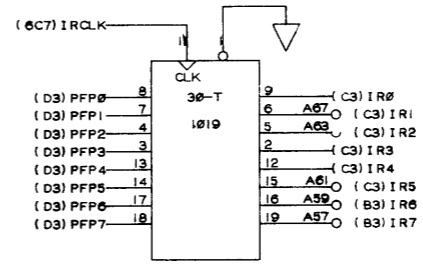 (6C7) IRCLK
11 1
CLK
(D3) PFPØ 8 30-T 9 (C3) IRØ
(D3) PFP1 7 6 A67 (C3) IR1
1Ø19
(D3) PFP2 4 5 A63 (C3) IR2
(D3) PFP3 3 2 (C3) IR3
(D3) PFP4 13 12 (C3) IR4
(D3) PFP5 14 15 A61 (C3) IR5
(D3) PFP6 17 16 A59 (B3) IR6
(D3) PFP7 18 19 A57 (B3) IR7